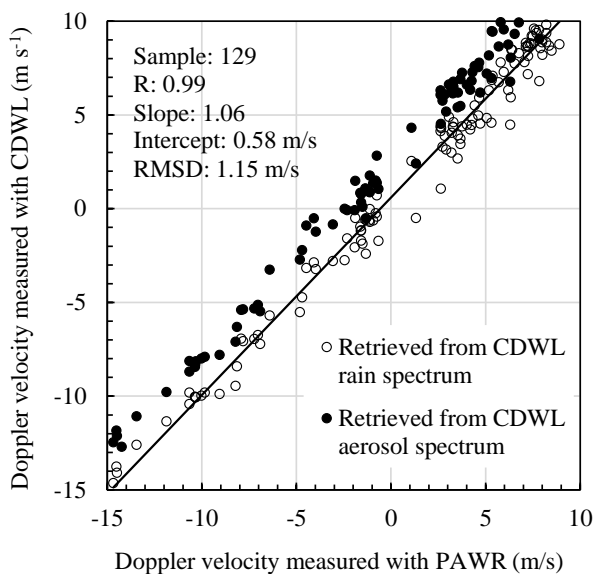 Doppler velocity measured with CDWL (m s⁻¹)
10
5
0
-5
-10
-15
Sample: 129
R: 0.99
Slope: 1.06
Intercept: 0.58 m/s
RMSD: 1.15 m/s
Retrieved from CDWL
rain spectrum
Retrieved from CDWL
aerosol spectrum
-15 -10 -5 0 5 10
Doppler velocity measured with PAWR (m/s)